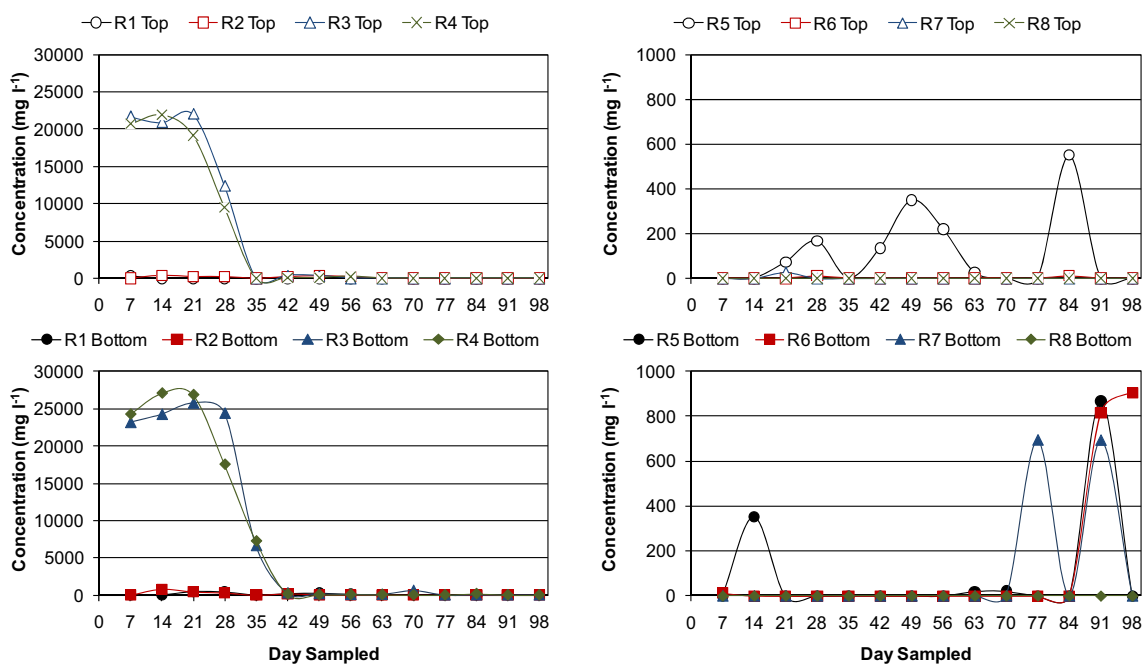 R1 Top R2 Top R3 Top R4 Top
Concentration (mg l-1)
30000
25000
20000
15000
10000
5000
0
0 7 14 21 28 35 42 49 56 63 70 77 84 91 98
R5 Top R6 Top R7 Top R8 Top
Concentration (mg l-1)
1000
800
600
400
200
0
0 7 14 21 28 35 42 49 56 63 70 77 84 91 98
R1 Bottom R2 Bottom R3 Bottom R4 Bottom
Concentration (mg l-1)
40000
35000
30000
25000
20000
15000
10000
5000
0
0 7 14 21 28 35 42 49 56 63 70 77 84 91 98
Day Sampled
R5 Bottom R6 Bottom R7 Bottom R8 Bottom
Concentration (mg l-1)
1000
800
600
400
200
0
0 7 14 21 28 35 42 49 56 63 70 77 84 91 98
Day Sampled